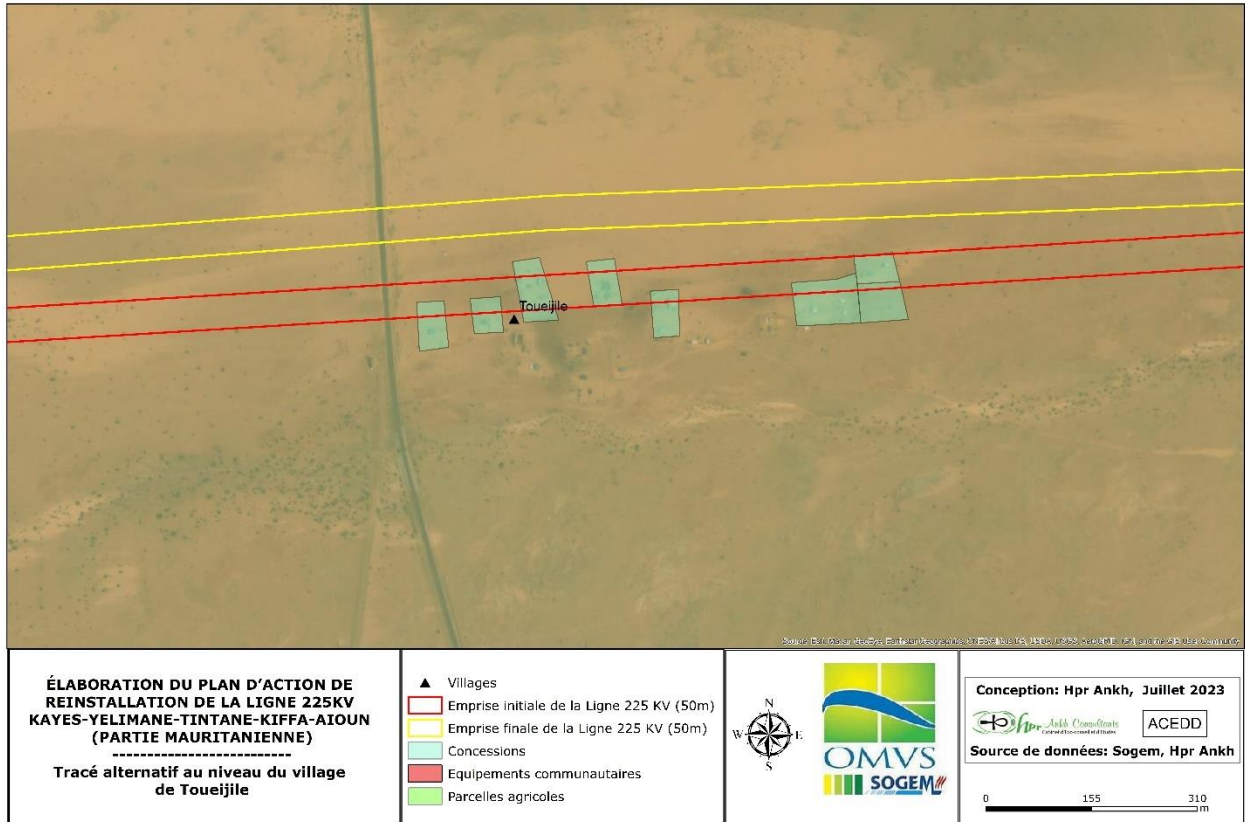 Toueijile
ÉLABORATION DU PLAN D’ACTION DE
REINSTALLATION DE LA LIGNE 225KV
KAYES-YELIMANE-TINTANE-KIFFA-AIOUN
(PARTIE MAURITANIENNE)
--------------------------
Tracé alternatif au niveau du village
de Toueijile
Villages
Emprise initiale de la Ligne 225 KV (50m)
Emprise finale de la Ligne 225 KV (50m)
Concessions
Equipements communautaires
Parcelles agricoles
N
W E
S
OMVS
SOGEM
Conception: Hpr Ankh, Juillet 2023
hpr Ankh Consultants
ACEDD
Source de données: Sogem, Hpr Ankh
0 155 310
m